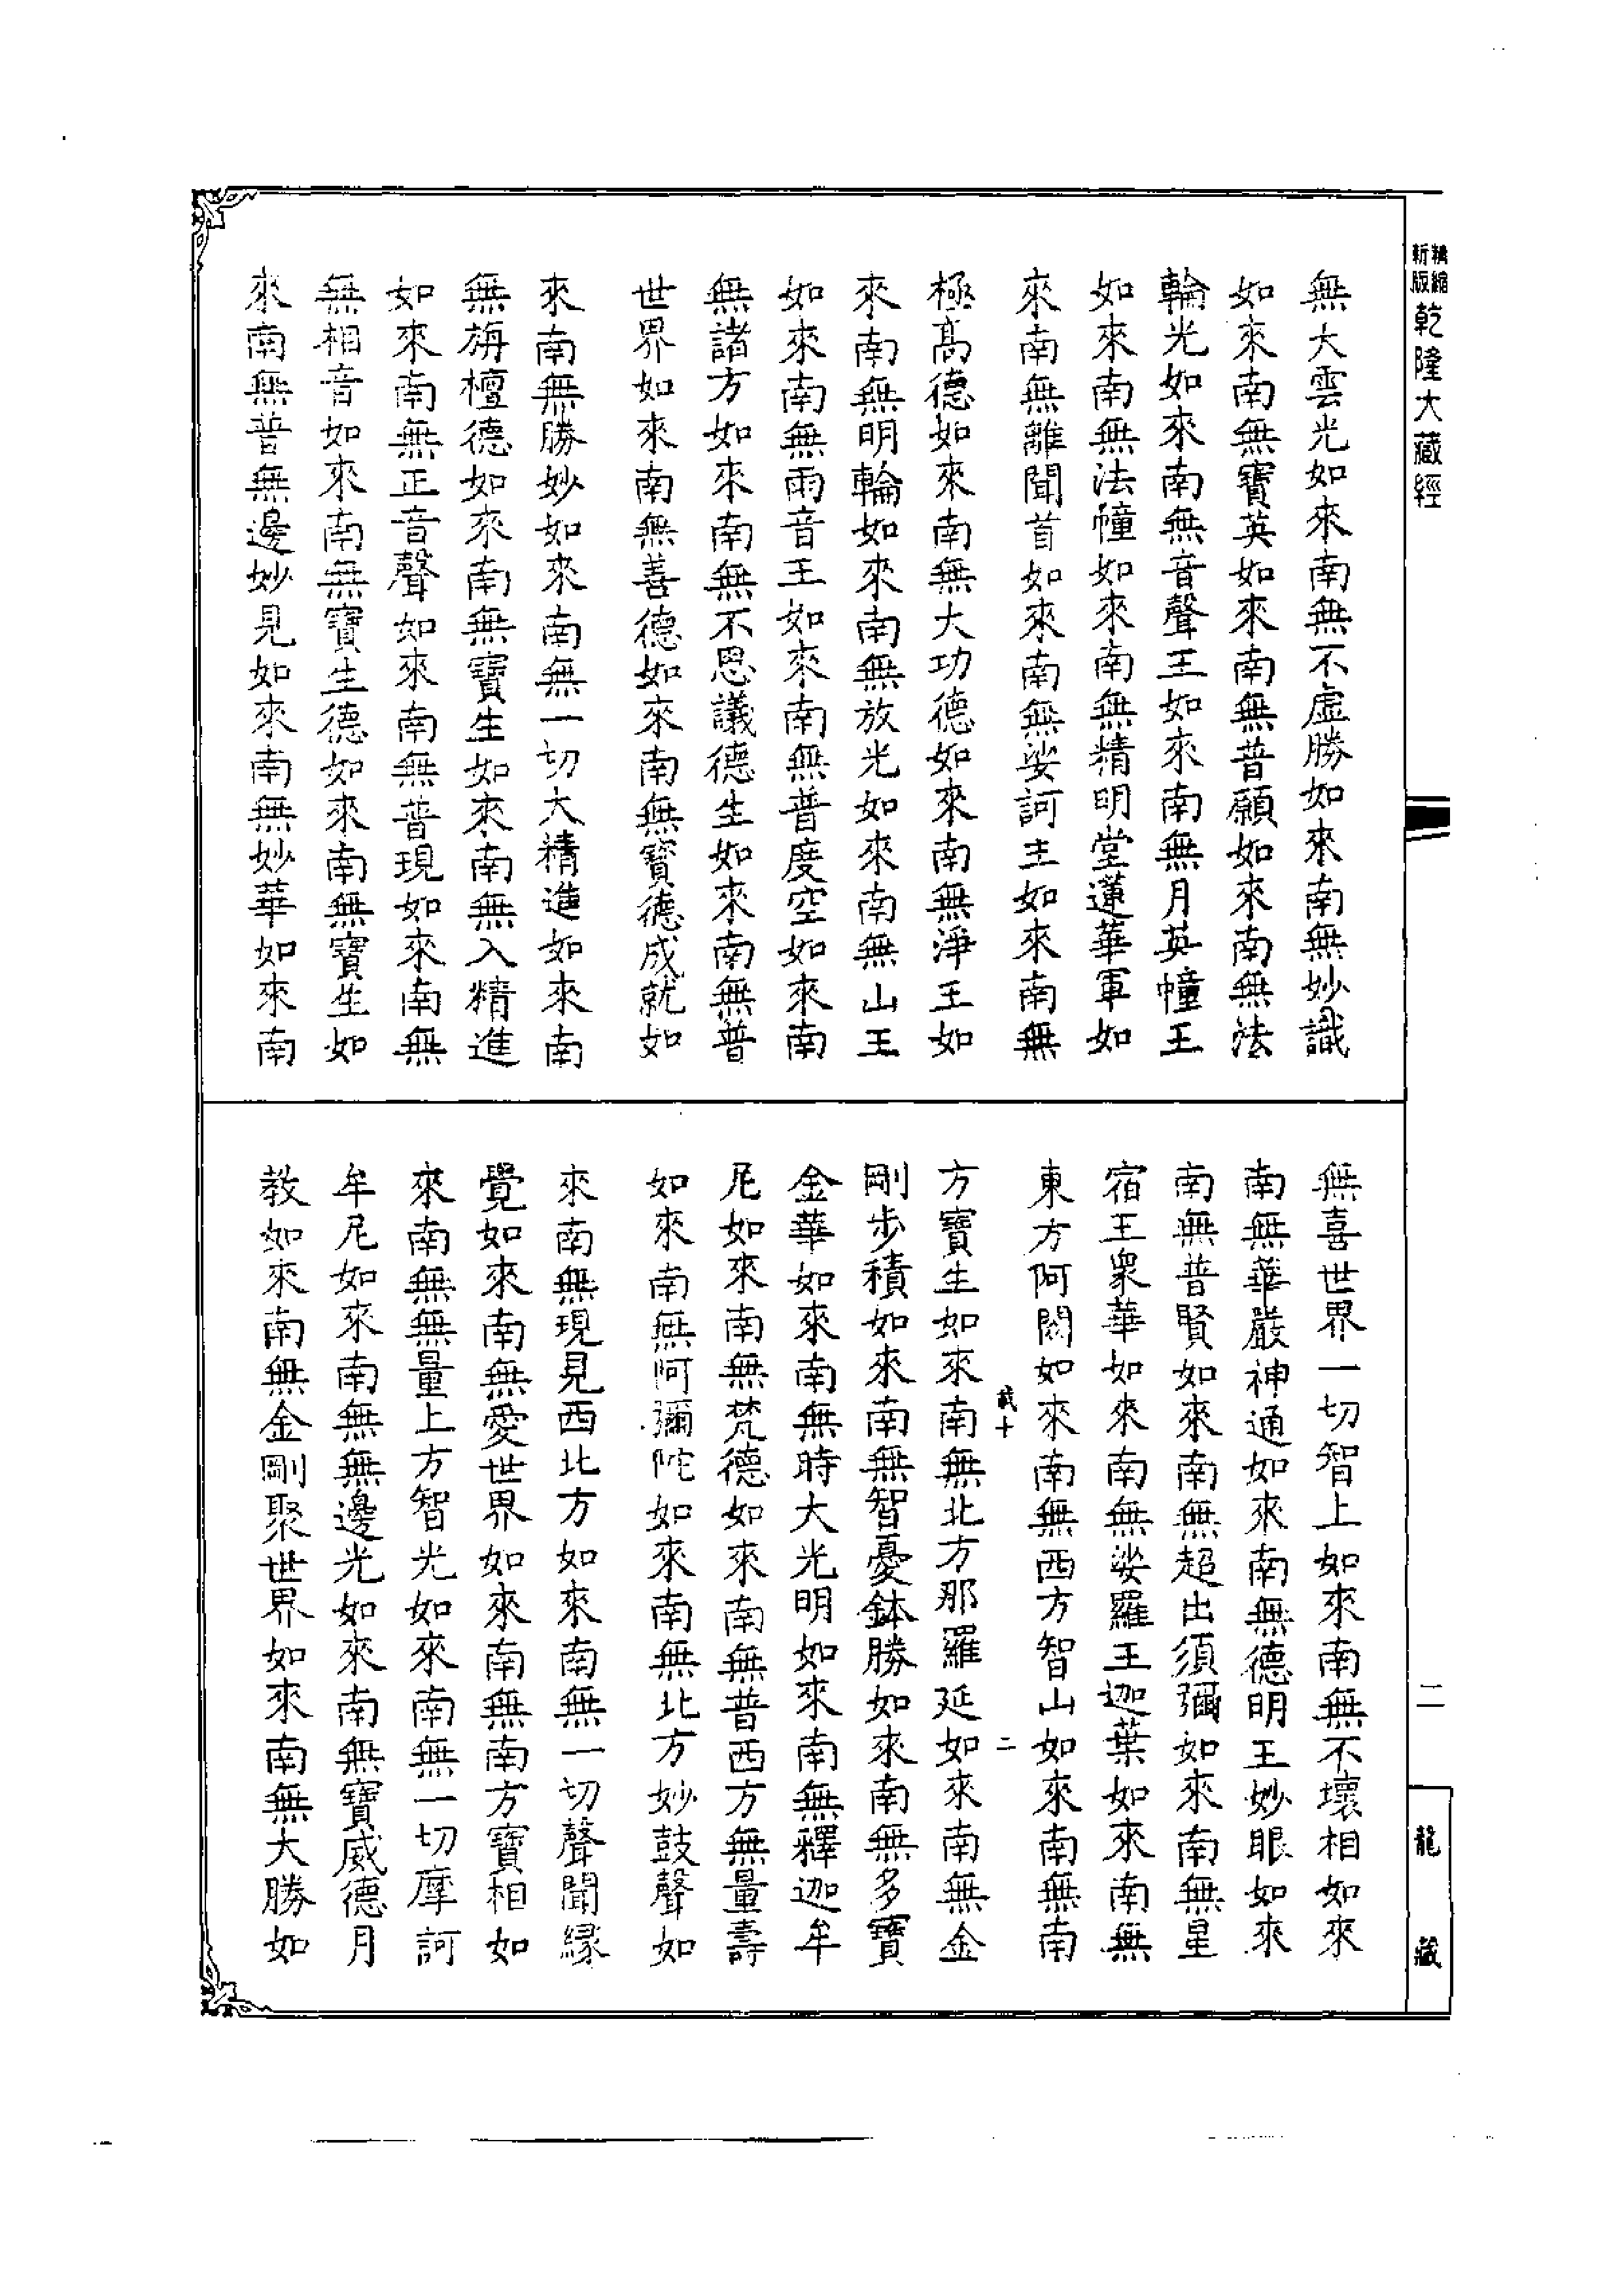 精縮
新版
乾隆大藏經
無大雲光如來南無不虛勝如來南無妙識
如來南無寶英如來南無普願如來南無法
輪光如來南無音聲王如來南無月英幢王
如來南無法幢如來南無精明堂蓮華軍如
來南無離聞首如來南無娑訶主如來南無
極高德如來南無大功德如來南無淨王如
來南無明輪如來南無放光如來南無山王
如來南無雨音王如來南無普度空如來南
無諸方如來南無不思議德生如來南無普
世界如來南無善德如來南無寶德成就如
來南無勝妙如來南無一切大精進如來南
無旃檀德如來南無寶生如來南無入精進
如來南無正音聲如來南無普現如來南無
無相音如來南無寶生德如來南無寶生如
來南無普無邊妙見如來南無妙華如來南
無喜世界一切智上如來南無不壞相如來
南無華嚴神通如來南無德明王妙眼如來
南無普賢如來南無超出須彌如來南無星
宿王眾華如來南無娑羅王迦葉如來南無
東方阿閦如來南無西方智山如來南無南
方寶生如來南無北方那羅延如來南無金
剛步積如來南無智憂鉢勝如來南無多寶
金華如來南無時大光明如來南無釋迦牟
尼如來南無梵德如來南無普西方無量壽
如來南無阿彌陀如來南無北方妙鼓聲如
來南無現見西北方如來南無一切聲聞緣
覺如來南無愛世界如來南無南方寶相如
來南無無量上方智光如來南無一切摩訶
牟尼如來南無無邊光如來南無寶威德月
教如來南無金剛聚世界如來南無大勝如
二
二
龍藏